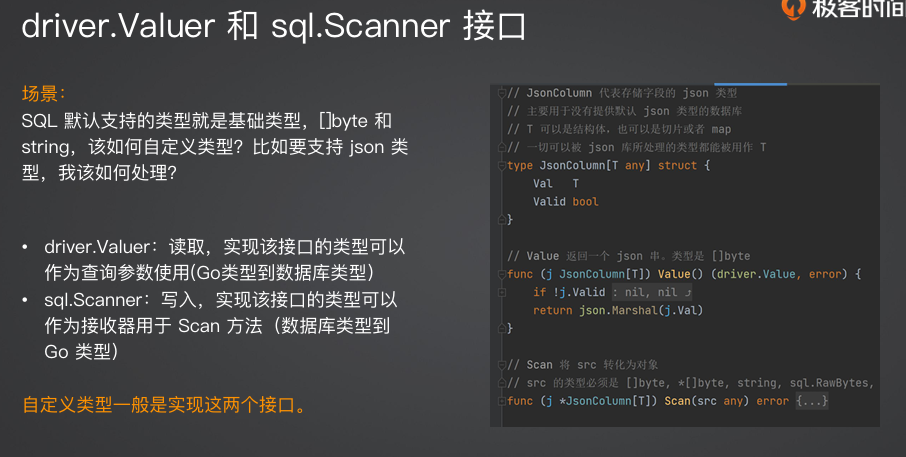 driver.Valuer 和 sql.Scanner 接口
极客时间
场景：
SQL 默认支持的类型就是基础类型，[]byte 和
string，该如何自定义类型？比如要支持 json 类
型，我该如何处理？
• driver.Valuer：读取，实现该接口的类型可以
作为查询参数使用(Go类型到数据库类型）
• sql.Scanner：写入，实现该接口的类型可以
作为接收器用于 Scan 方法（数据库类型到
Go 类型）
自定义类型一般是实现这两个接口。
// JsonColumn 代表存储字段的 json 类型
// 主要用于没有提供默认 json 类型的数据库
// T 可以是结构体，也可以是切片或者 map
// 一切可以被 json 库所处理的类型都能被用作 T
type JsonColumn[T any] struct {
Val T
Valid bool
}
// Value 返回一个 json 串。类型是 []byte
func (j JsonColumn[T]) Value() (driver.Value, error) {
if !j.Valid : nil, nil
return json.Marshal(j.Val)
}
// Scan 将 src 转化为对象
// src 的类型必须是 []byte, *[]byte, string, sql.RawBytes,
func (j *JsonColumn[T]) Scan(src any) error {...}